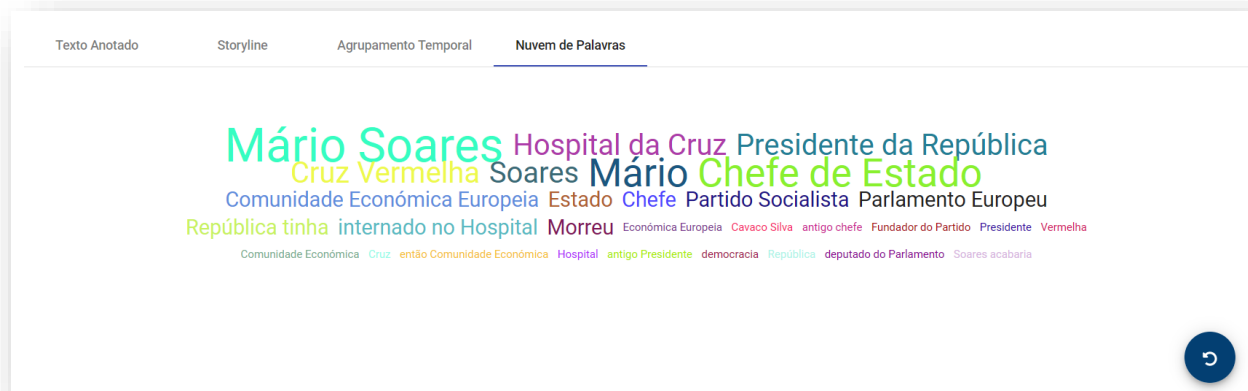 Texto Anotado Storyline Agrupamento Temporal Nuvem de Palavras
Mário Soares Hospital da Cruz Presidente da República
Cruz Vermelha Soares Mário Chefe de Estado
Comunidade Económica Europeia Estado Chefe Partido Socialista Parlamento Europeu
República tinha internado no Hospital Morreu Económica Europeia Cavaco Silva antigo chefe Fundador do Partido Presidente Vermelha
Comunidade Económica Cruz então Comunidade Económica Hospital antigo Presidente democracia República deputado do Parlamento Soares acabaria